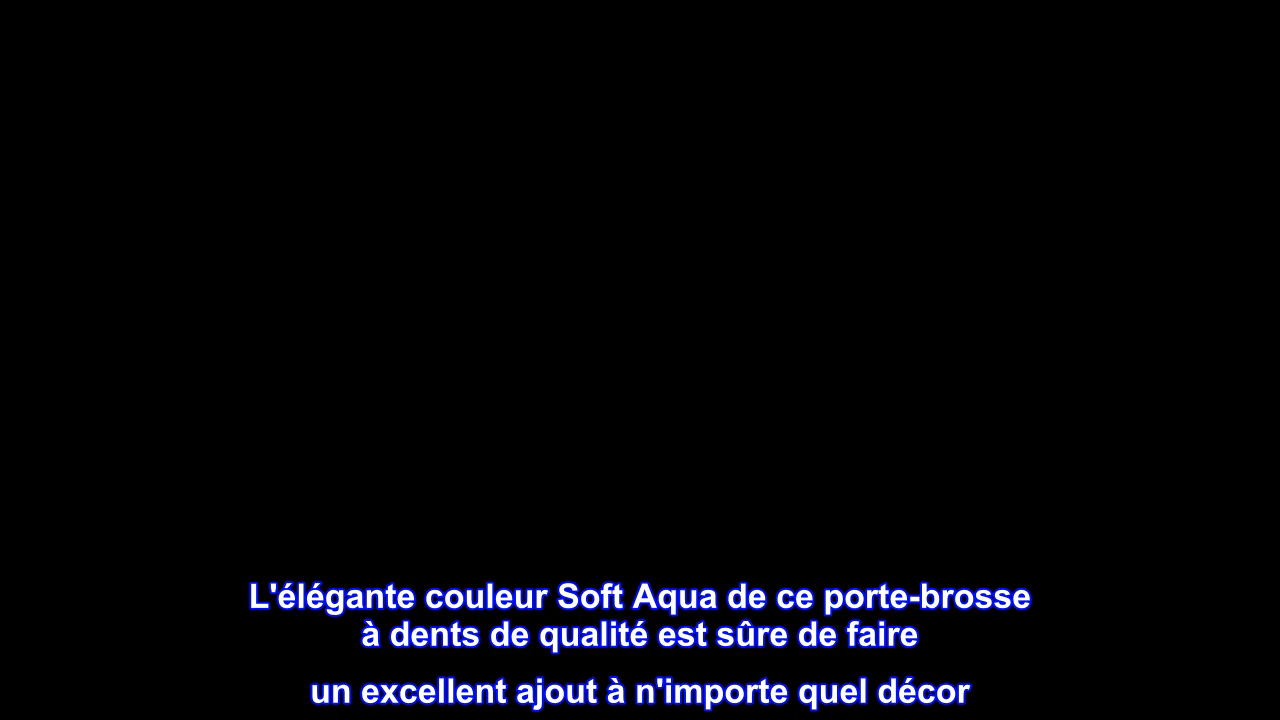 L'élégante couleur Soft Aqua de ce porte-brosse
à dents de qualité est sûre de faire
un excellent ajout à n'importe quel décor